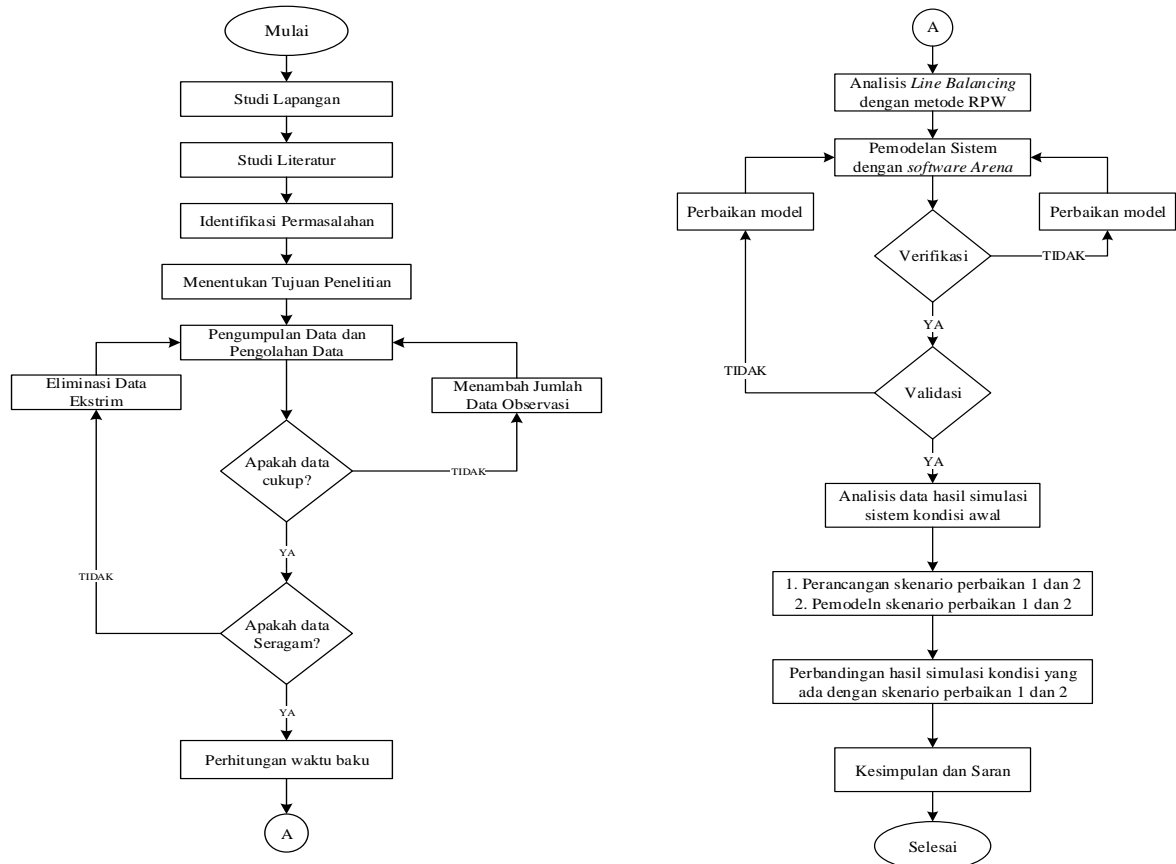 Mulai
Studi Lapangan
Studi Literatur
Identifikasi Permasalahan
Menentukan Tujuan Penelitian
Pengumpulan Data dan
Pengolahan Data
Eliminasi Data
Ekstrim
Menambah Jumlah
Data Observasi
Apakah data
cukup?
TIDAK
YA
TIDAK
Apakah data
Seragam?
YA
Perhitungan waktu baku
A
A
Analisis Line Balancing
dengan metode RPW
Pemodelan Sistem
dengan software Arena
Perbaikan model
Perbaikan model
Verifikasi
TIDAK
YA
TIDAK
Validasi
YA
Analisis data hasil simulasi
sistem kondisi awal
1. Perancangan skenario perbaikan 1 dan 2
2. Pemodeln skenario perbaikan 1 dan 2
Perbandingan hasil simulasi kondisi yang
ada dengan skenario perbaikan 1 dan 2
Kesimpulan dan Saran
Selesai